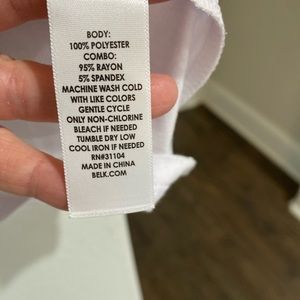 BODY:
100% POLYESTER
COMBO:
95% RAYON
5% SPANDEX
MACHINE WASH COLD
WITH LIKE COLORS
GENTLE CYCLE
ONLY NON-CHLORINE
BLEACH IF NEEDED
TUMBLE DRY LOW
COOL IRON IF NEEDED
RN#31104
MADE IN CHINA
BELK.COM